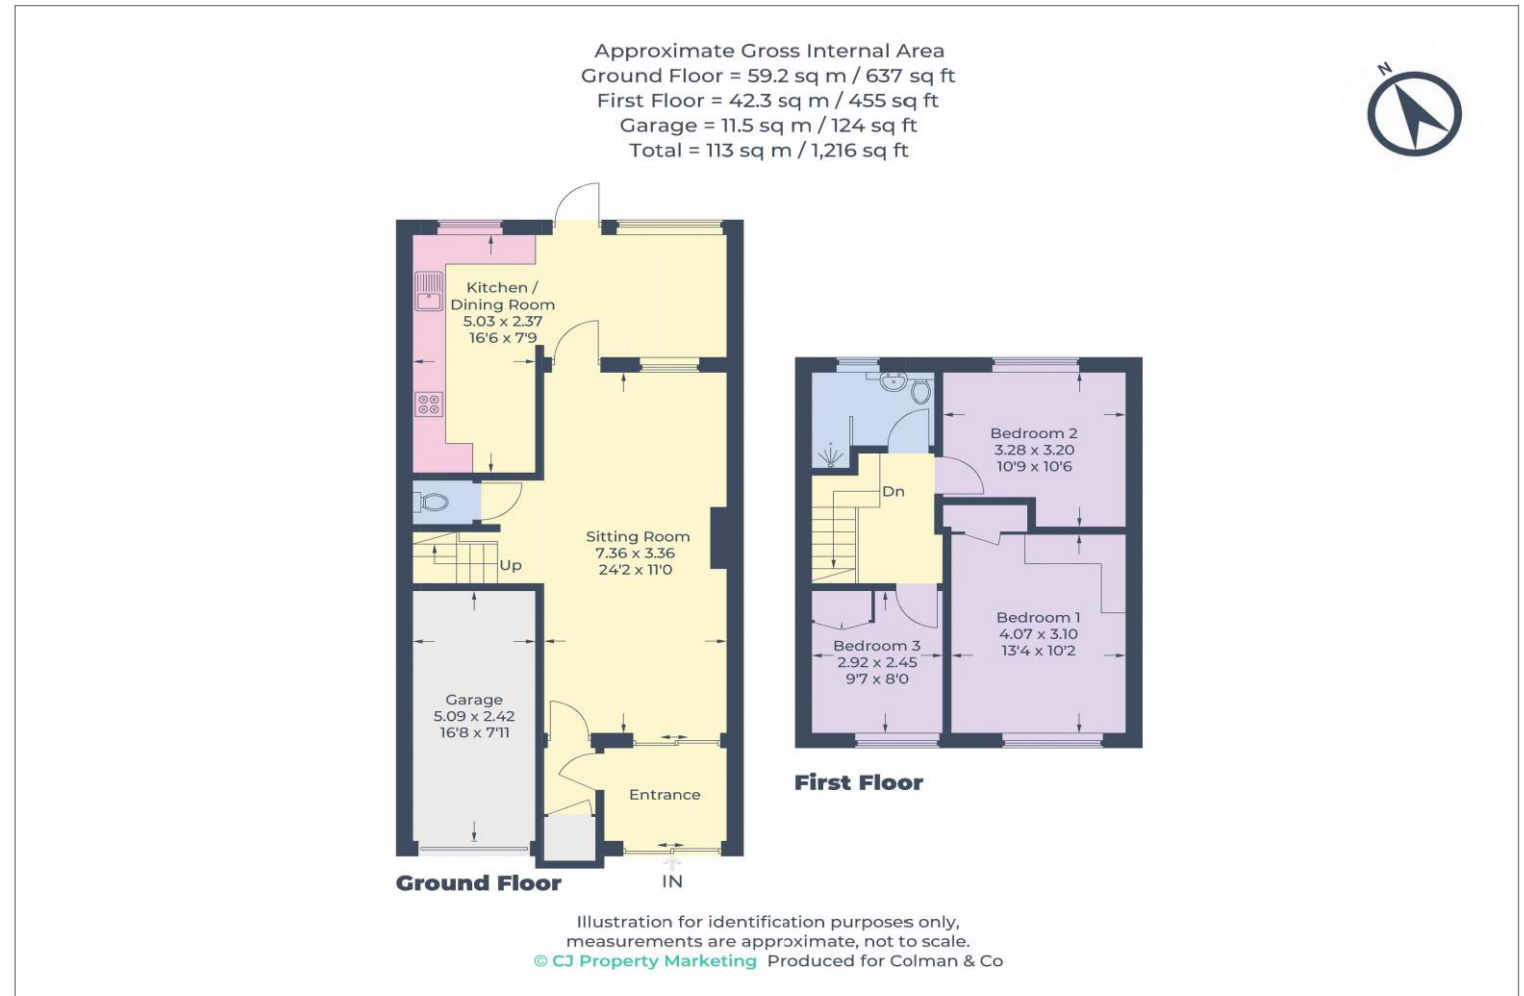 Approximate Gross Internal Area
Ground Floor = 59.2 sq m / 637 sq ft
First Floor = 42.3 sq m / 455 sq ft
Garage = 11.5 sq m / 124 sq ft
Total = 113 sq m / 1,216 sq ft
N
Kitchen /
Dining Room
5.03 x 2.37
16'6 x 7'9
Sitting Room
7.36 x 3.36
24'2 x 11'0
Up
Garage
5.09 x 2.42
16'8 x 7'11
Entrance
IN
Ground Floor
Bedroom 2
3.28 x 3.20
10'9 x 10'6
Dn
Bedroom 1
4.07 x 3.10
13'4 x 10'2
Bedroom 3
2.92 x 2.45
9'7 x 8'0
First Floor
Illustration for identification purposes only,
measurements are approximate, not to scale.
© CJ Property Marketing Produced for Colman & Co